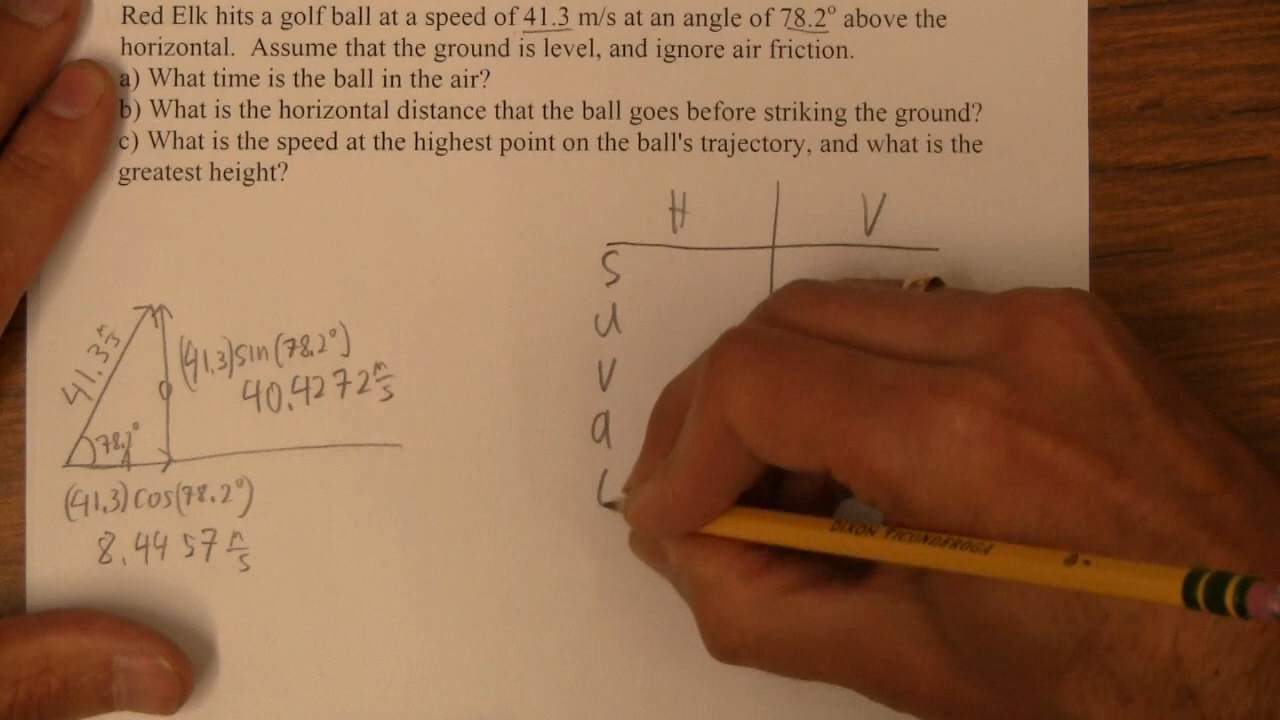 Red Elk hits a golf ball at a speed of 41.3 m/s at an angle of 78.2º above the
horizontal. Assume that the ground is level, and ignore air friction.
a) What time is the ball in the air?
b) What is the horizontal distance that the ball goes before striking the ground?
c) What is the speed at the highest point on the ball's trajectory, and what is the
greatest height?
H V
S
u
v
a
41.3 m/s
(41.3)sin(78.2°)
40.4272 m/s
78.2°
(41.3)cos(78.2°)
8.4457 m/s
DIXON TICONDEROGA